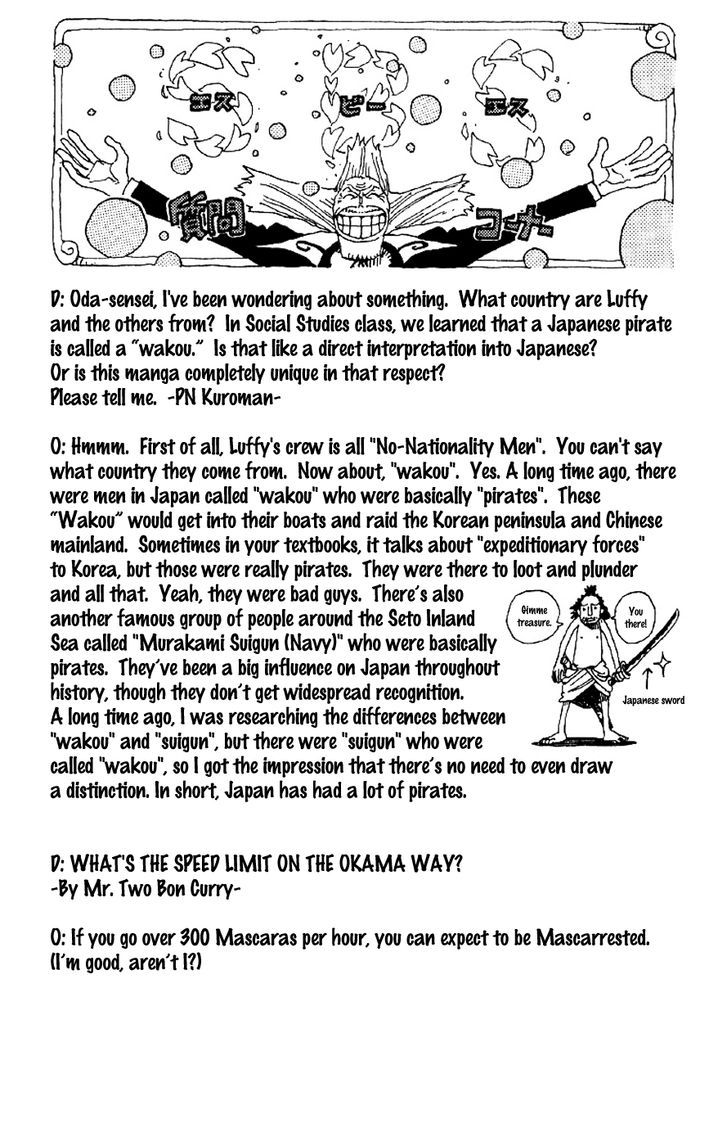 エス ピー エス
質問 コーナー
D: Oda-sensei, I've been wondering about something. What country are Luffy
and the others from? In Social Studies class, we learned that a Japanese pirate
is called a "wakou." Is that like a direct interpretation into Japanese?
Or is this manga completely unique in that respect?
Please tell me. -PN Kuroman-
O: Hmmm. First of all, Luffy's crew is all "No-Nationality Men". You can't say
what country they come from. Now about, "wakou". Yes. A long time ago, there
were men in Japan called "wakou" who were basically "pirates". These
"Wakou" would get into their boats and raid the Korean peninsula and Chinese
mainland. Sometimes in your textbooks, it talks about "expeditionary forces"
to Korea, but those were really pirates. They were there to loot and plunder
and all that. Yeah, they were bad guys. There's also
another famous group of people around the Seto Inland
Sea called "Murakami Suigun (Navy)" who were basically
pirates. They've been a big influence on Japan throughout
history, though they don't get widespread recognition.
A long time ago, I was researching the differences between
"wakou" and "suigun", but there were "suigun" who were
called "wakou", so I got the impression that there's no need to even draw
a distinction. In short, Japan has had a lot of pirates.
Gimme
treasure.
You
there!
Japanese sword
D: WHAT'S THE SPEED LIMIT ON THE OKAMA WAY?
-By Mr. Two Bon Curry-
O: If you go over 300 Mascaras per hour, you can expect to be Mascarrested.
(I'm good, aren't I?)